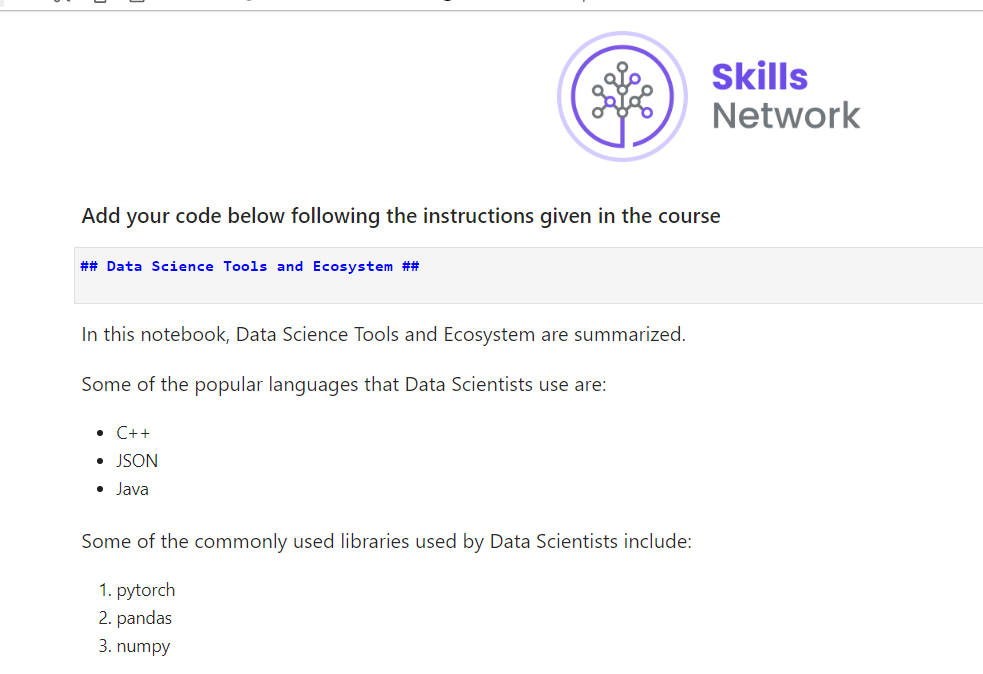 Skills
Network
Add your code below following the instructions given in the course
## Data Science Tools and Ecosystem ##
In this notebook, Data Science Tools and Ecosystem are summarized.
Some of the popular languages that Data Scientists use are:
• C++
• JSON
• Java
Some of the commonly used libraries used by Data Scientists include:
1. pytorch
2. pandas
3. numpy